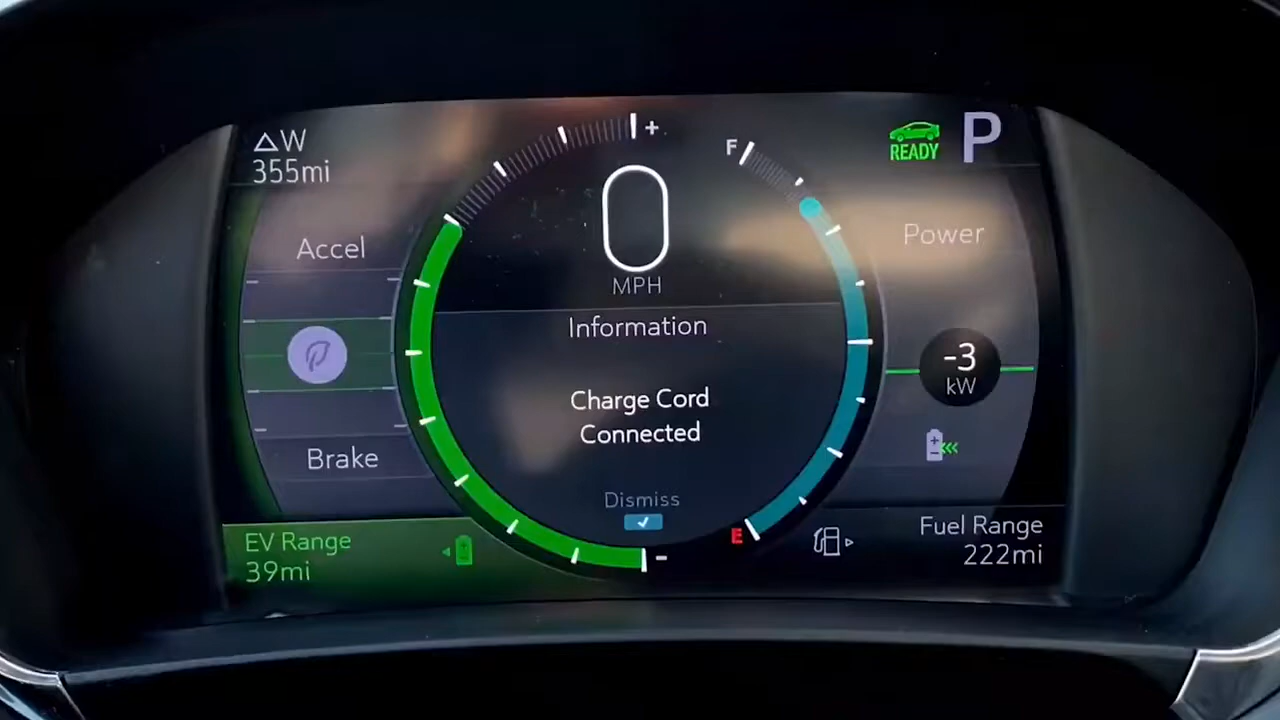 △W
355mi
+
F
READY
P
0
MPH
Accel
Power
Information
-3
kW
Charge Cord
Connected
Brake
Dismiss
E
-
EV Range
39mi
Fuel Range
222mi